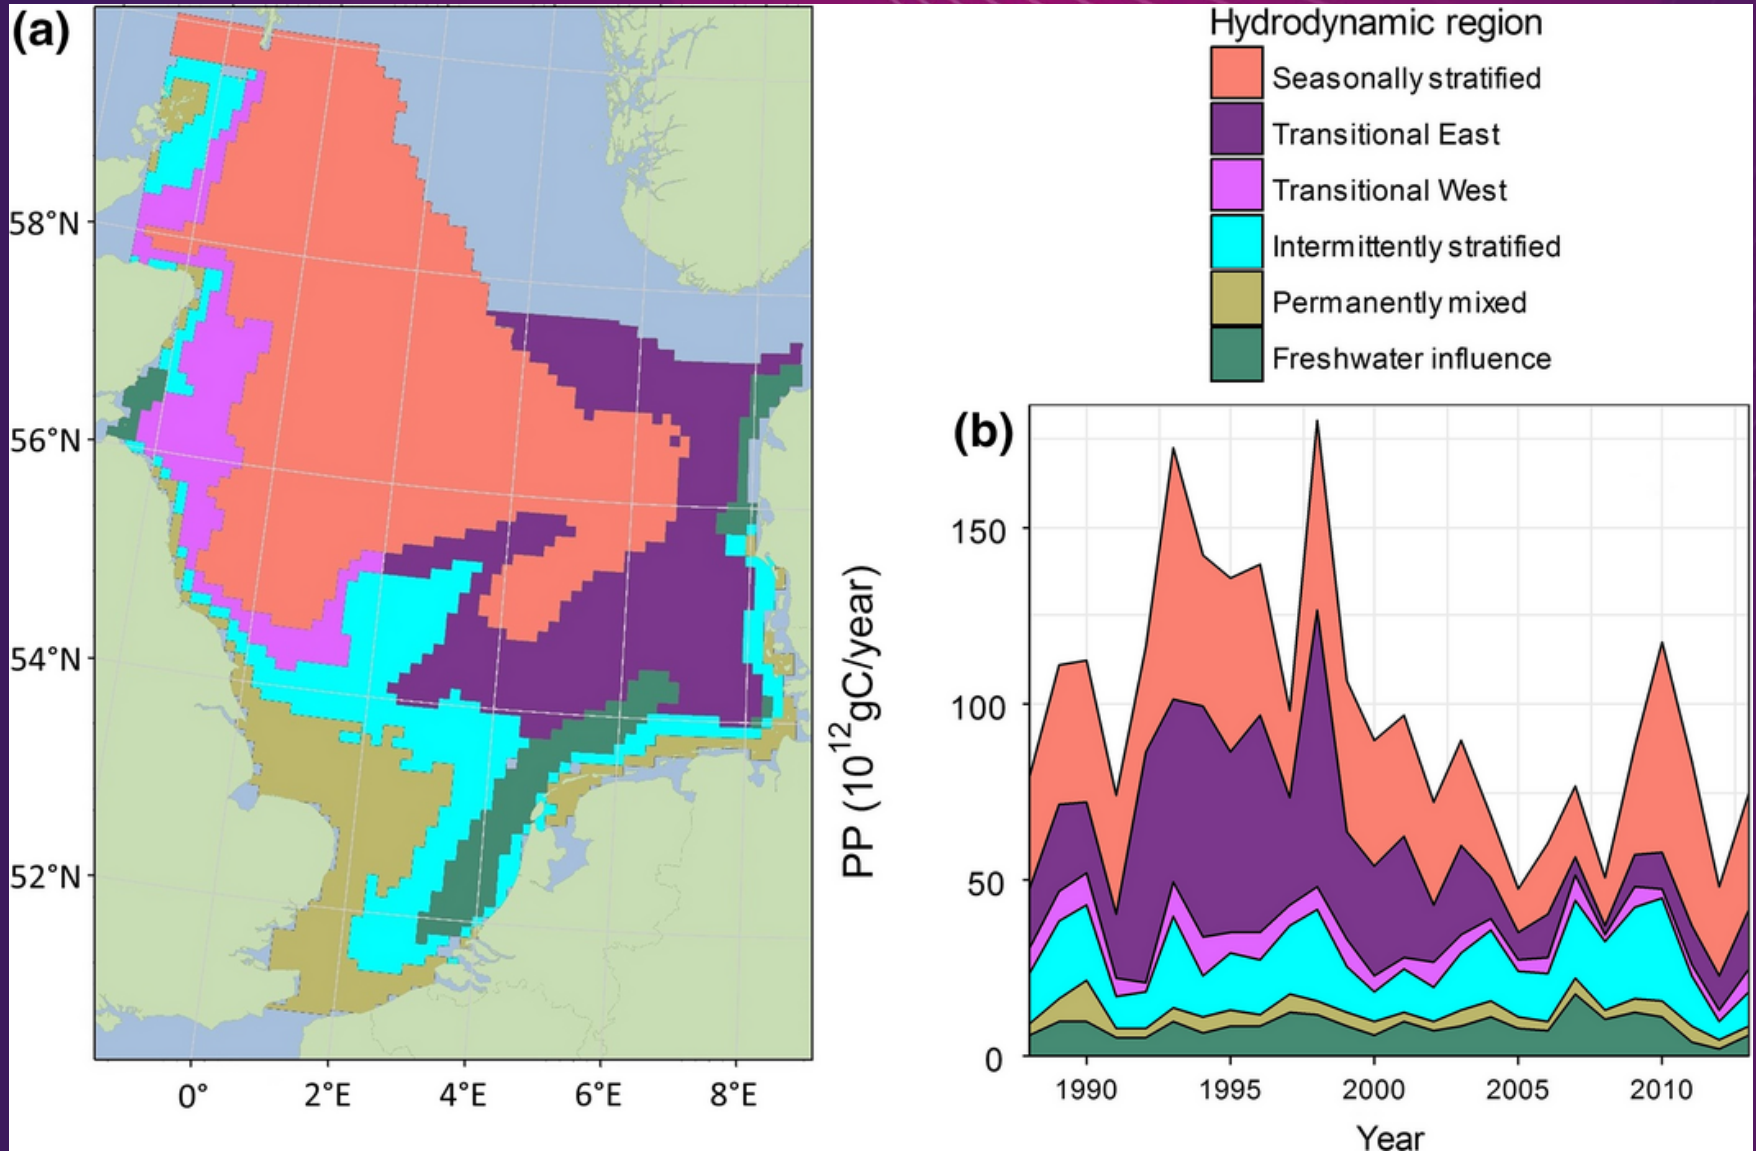 (a)
58°N
56°N
54°N
52°N
0°
2°E
4°E
6°E
8°E
Hydrodynamic region
Seasonally stratified
Transitional East
Transitional West
Intermittently stratified
Permanently mixed
Freshwater influence
(b)
PP (10¹²gC/year)
150
100
50
0
1990
1995
2000
2005
2010
Year